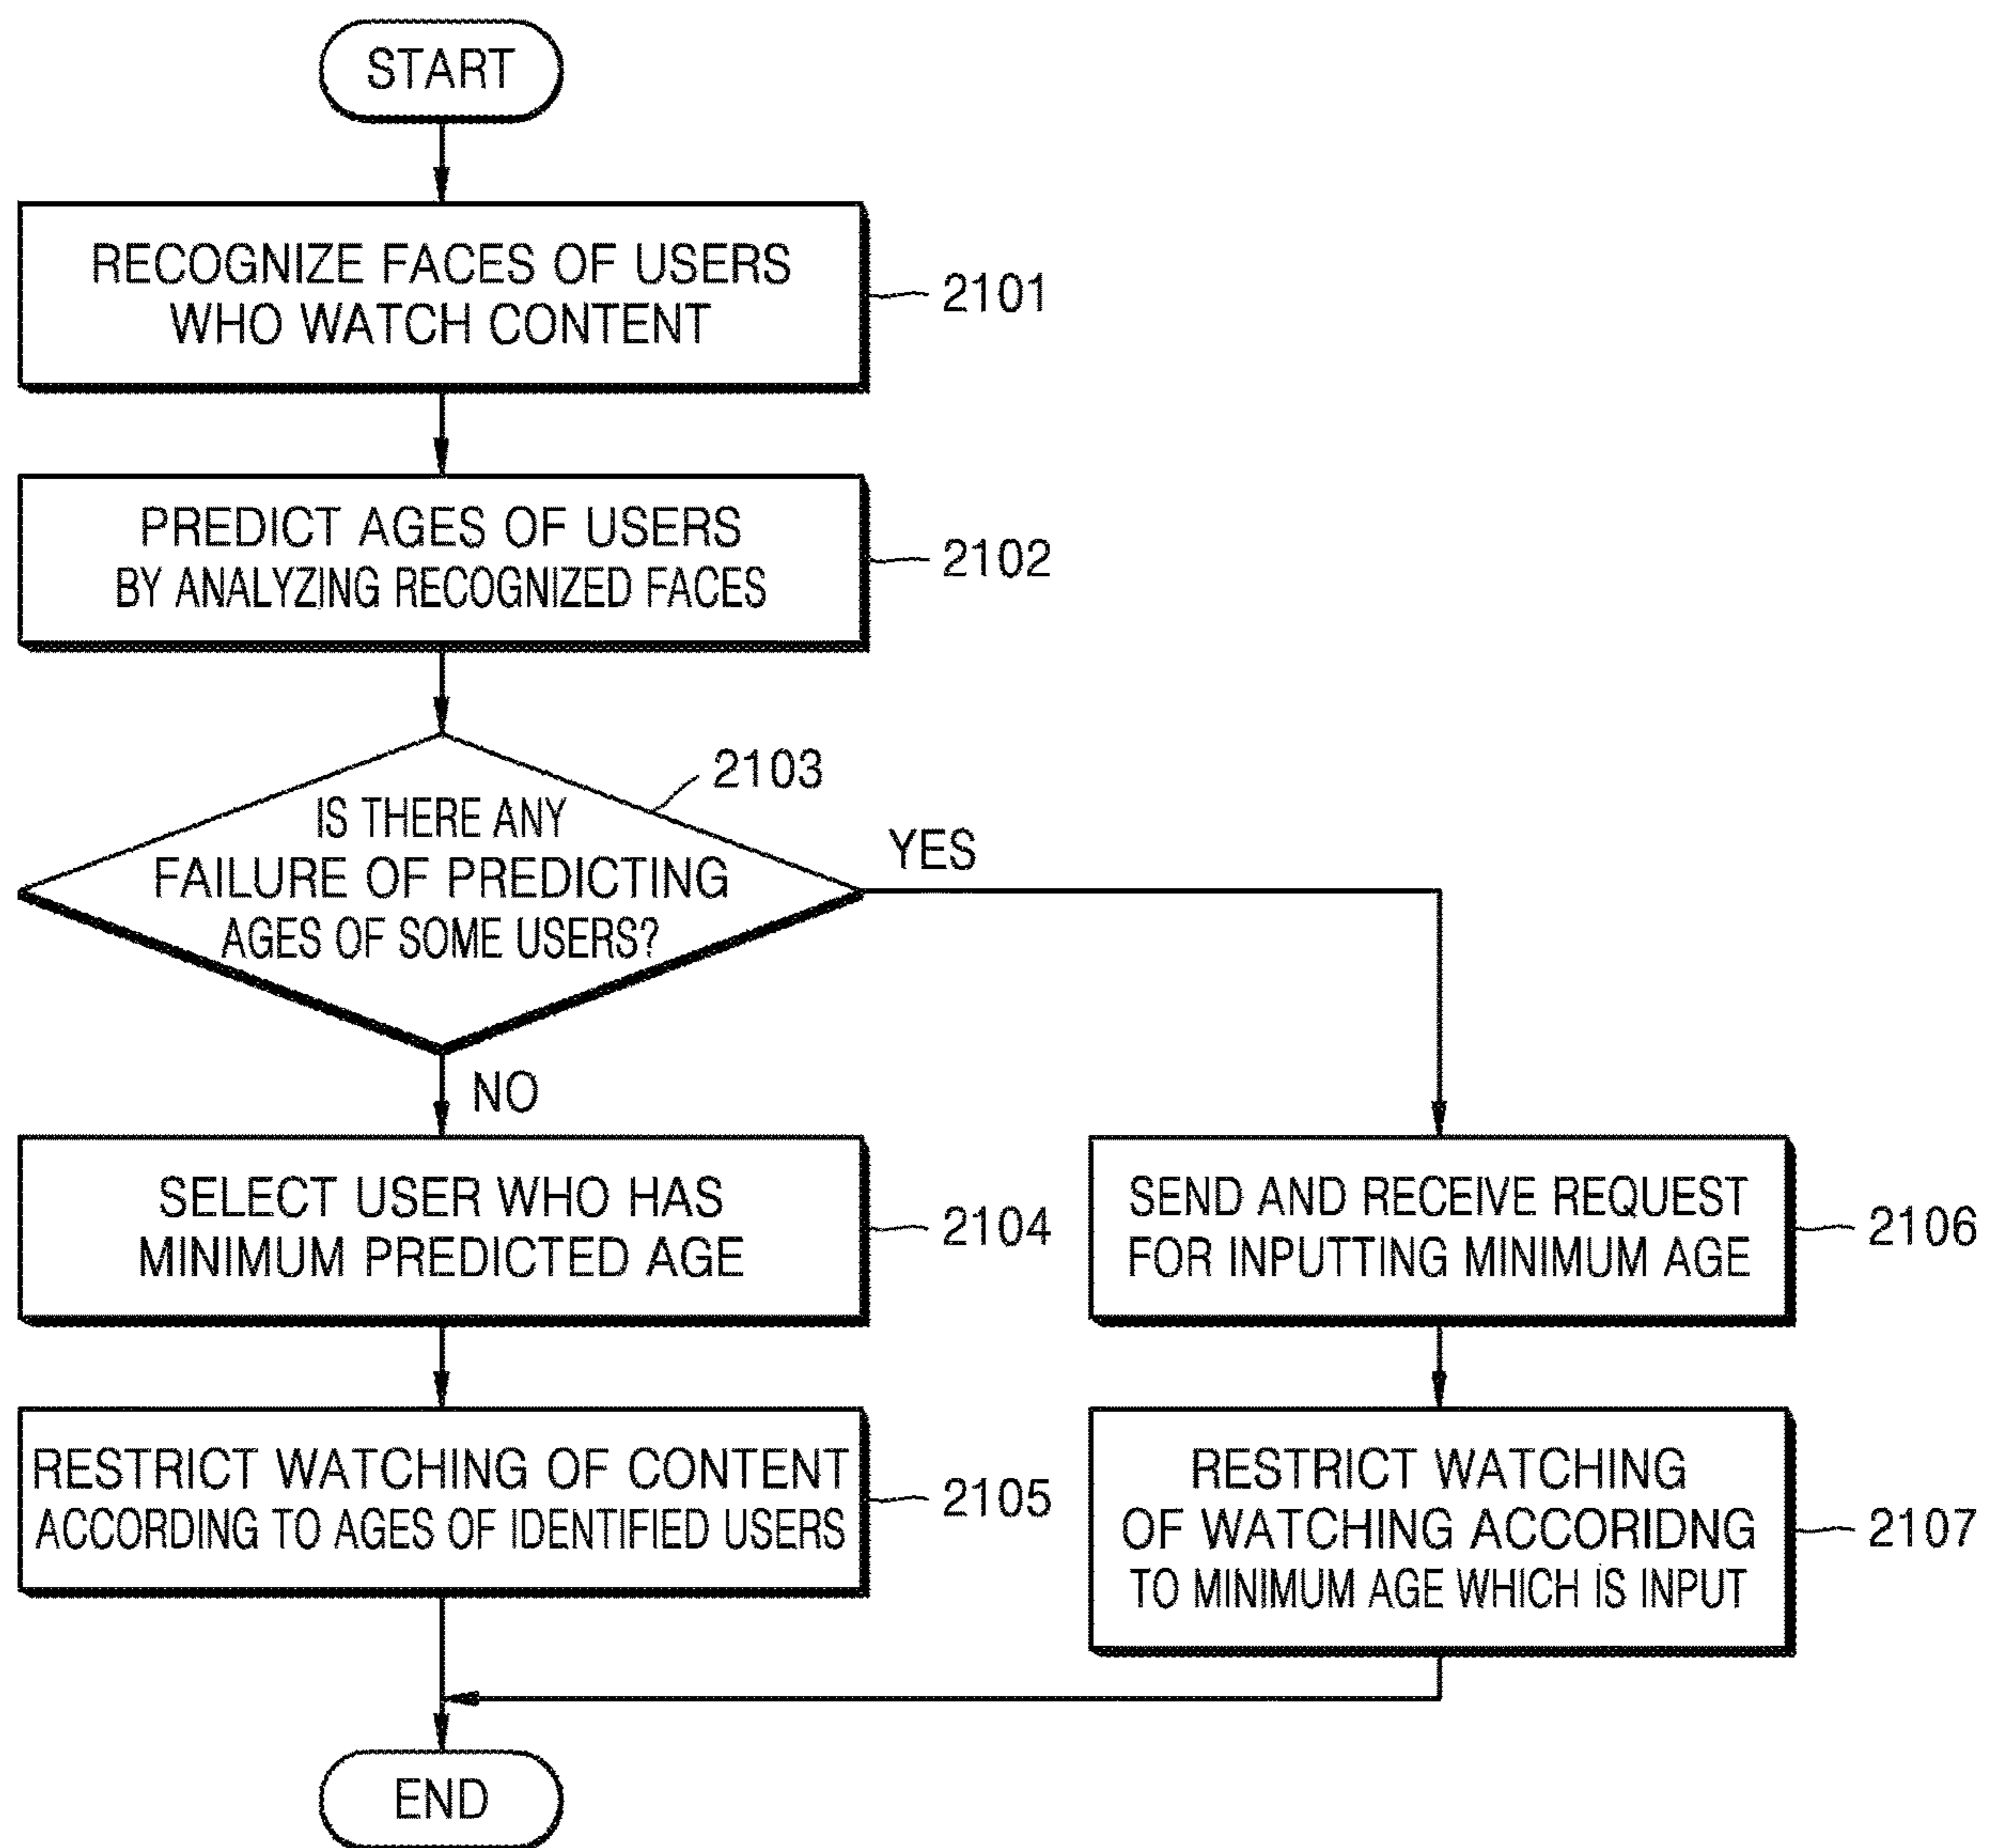 START
RECOGNIZE FACES OF USERS
WHO WATCH CONTENT
2101
PREDICT AGES OF USERS
BY ANALYZING RECOGNIZED FACES
2102
2103
IS THERE ANY
FAILURE OF PREDICTING
AGES OF SOME USERS?
YES
NO
SELECT USER WHO HAS
MINIMUM PREDICTED AGE
2104
RESTRICT WATCHING OF CONTENT
ACCORDING TO AGES OF IDENTIFIED USERS
2105
SEND AND RECEIVE REQUEST
FOR INPUTTING MINIMUM AGE
2106
RESTRICT WATCHING
OF WATCHING ACCORIDNG
TO MINIMUM AGE WHICH IS INPUT
2107
END